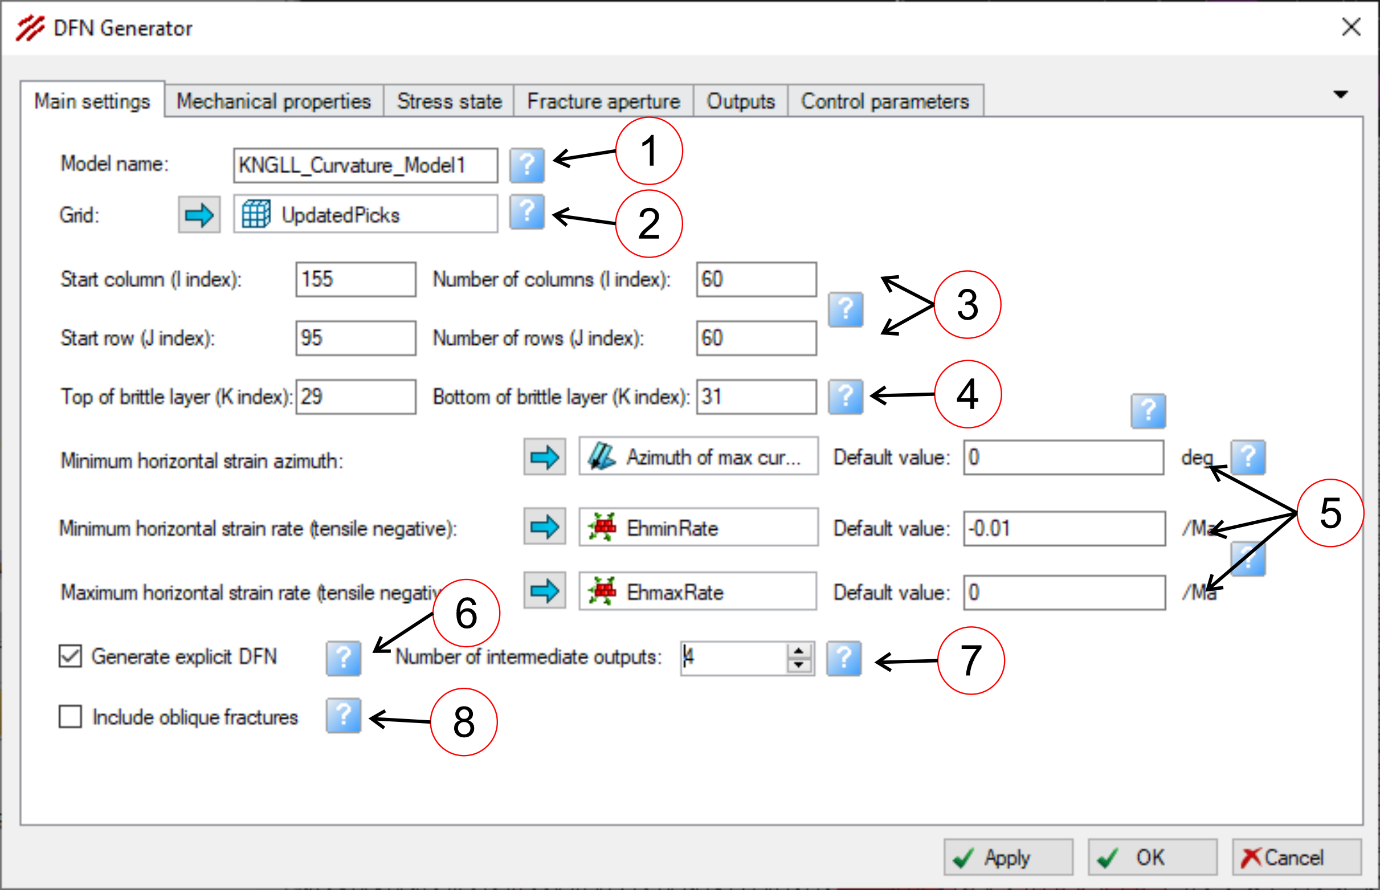 DFN Generator
Main settings Mechanical properties Stress state Fracture aperture Outputs Control parameters
Model name: KNGLL_Curvature_Model1 ? 1
Grid: UpdatedPicks ? 2
Start column (I index): 155 Number of columns (I index): 60
? 3
Start row (J index): 95 Number of rows (J index): 60
Top of brittle layer (K index): 29 Bottom of brittle layer (K index): 31 ? 4
?
Minimum horizontal strain azimuth: Azimuth of max cur... Default value: 0 deg ?
5
Minimum horizontal strain rate (tensile negative): EhminRate Default value: -0.01 /Ma
?
Maximum horizontal strain rate (tensile negativ EhmaxRate Default value: 0 /Ma
6
Generate explicit DFN ? Number of intermediate outputs: 4 ? 7
Include oblique fractures ? 8
Apply OK Cancel